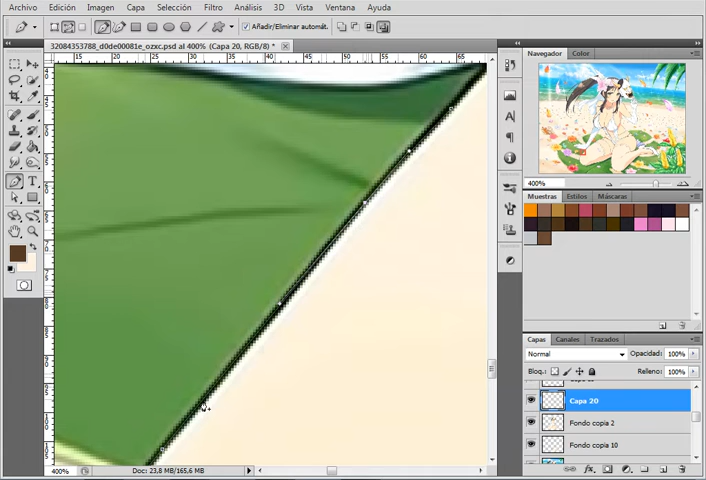 Archivo Edición Imagen Capa Selección Filtro Análisis 3D Vista Ventana Ayuda
Añadir/Eliminar automát.
32084353788_d0de00081e_ozxc.psd al 400% (Capa 20, RGB/8) *
Navegador Color
400%
Muestras Estilos Máscaras
Capas Canales Trazados
Normal Opacidad: 100%
Bloq.: Relleno: 100%
Capa 20
Fondo copia 2
Fondo copia 10
400% Doc: 23,8 MB/165,6 MB